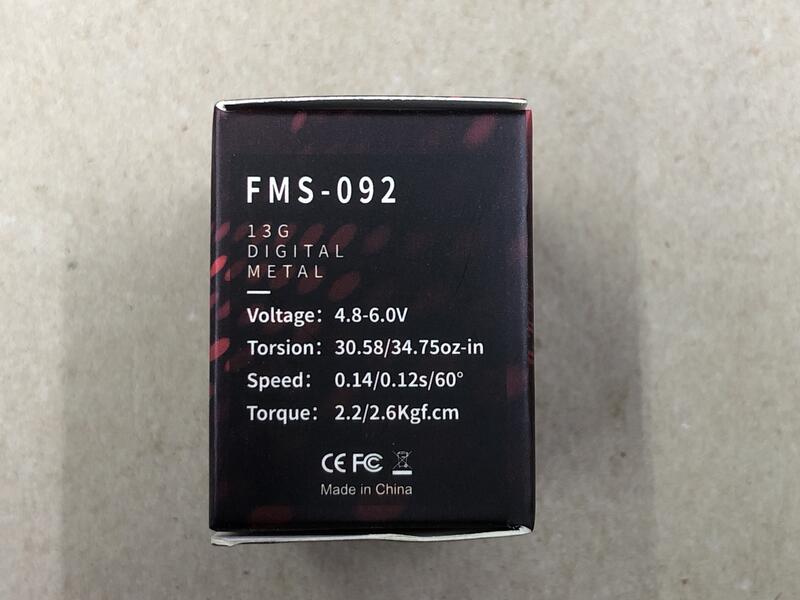 FMS-092
13G
DIGITAL
METAL
Voltage： 4.8-6.0V
Torsion： 30.58/34.75oz-in
Speed： 0.14/0.12s/60°
Torque： 2.2/2.6Kgf.cm
CE FC
Made in China